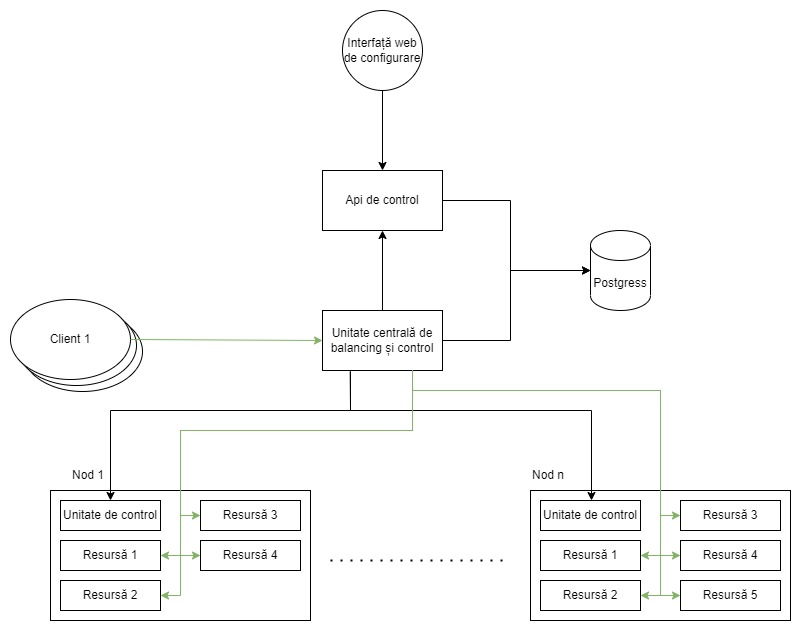 Interfață web
de configurare
Api de control
Postgress
Client 1
Unitate centrală de
balancing și control
Nod 1
Nod n
Unitate de control
Resursă 3
Resursă 1
Resursă 4
Resursă 2
Unitate de control
Resursă 3
Resursă 1
Resursă 4
Resursă 2
Resursă 5